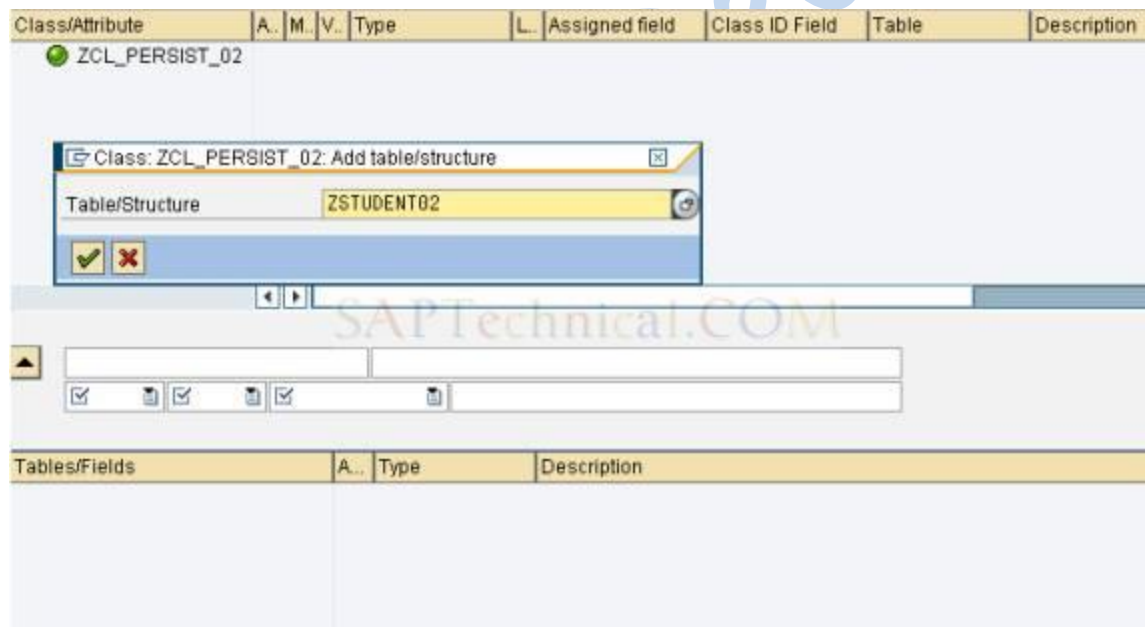 Class/Attribute A.. M.. V.. Type L.. Assigned field Class ID Field Table Description
ZCL_PERSIST_02
Class: ZCL_PERSIST_02: Add table/structure
Table/Structure ZSTUDENT02
SAPTechnical.COM
Tables/Fields A... Type Description